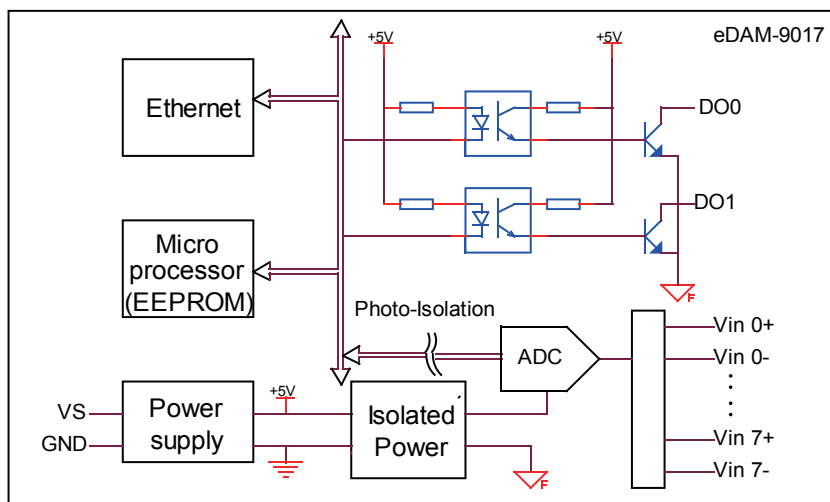 eDAM-9017
+5V
+5V
Ethernet
DO0
DO1
Micro
processor
(EEPROM)
F
Photo-Isolation
ADC
Vin 0+
Vin 0-
Vin 7+
Vin 7-
+5V
VS
GND
Power
supply
Isolated
Power
F